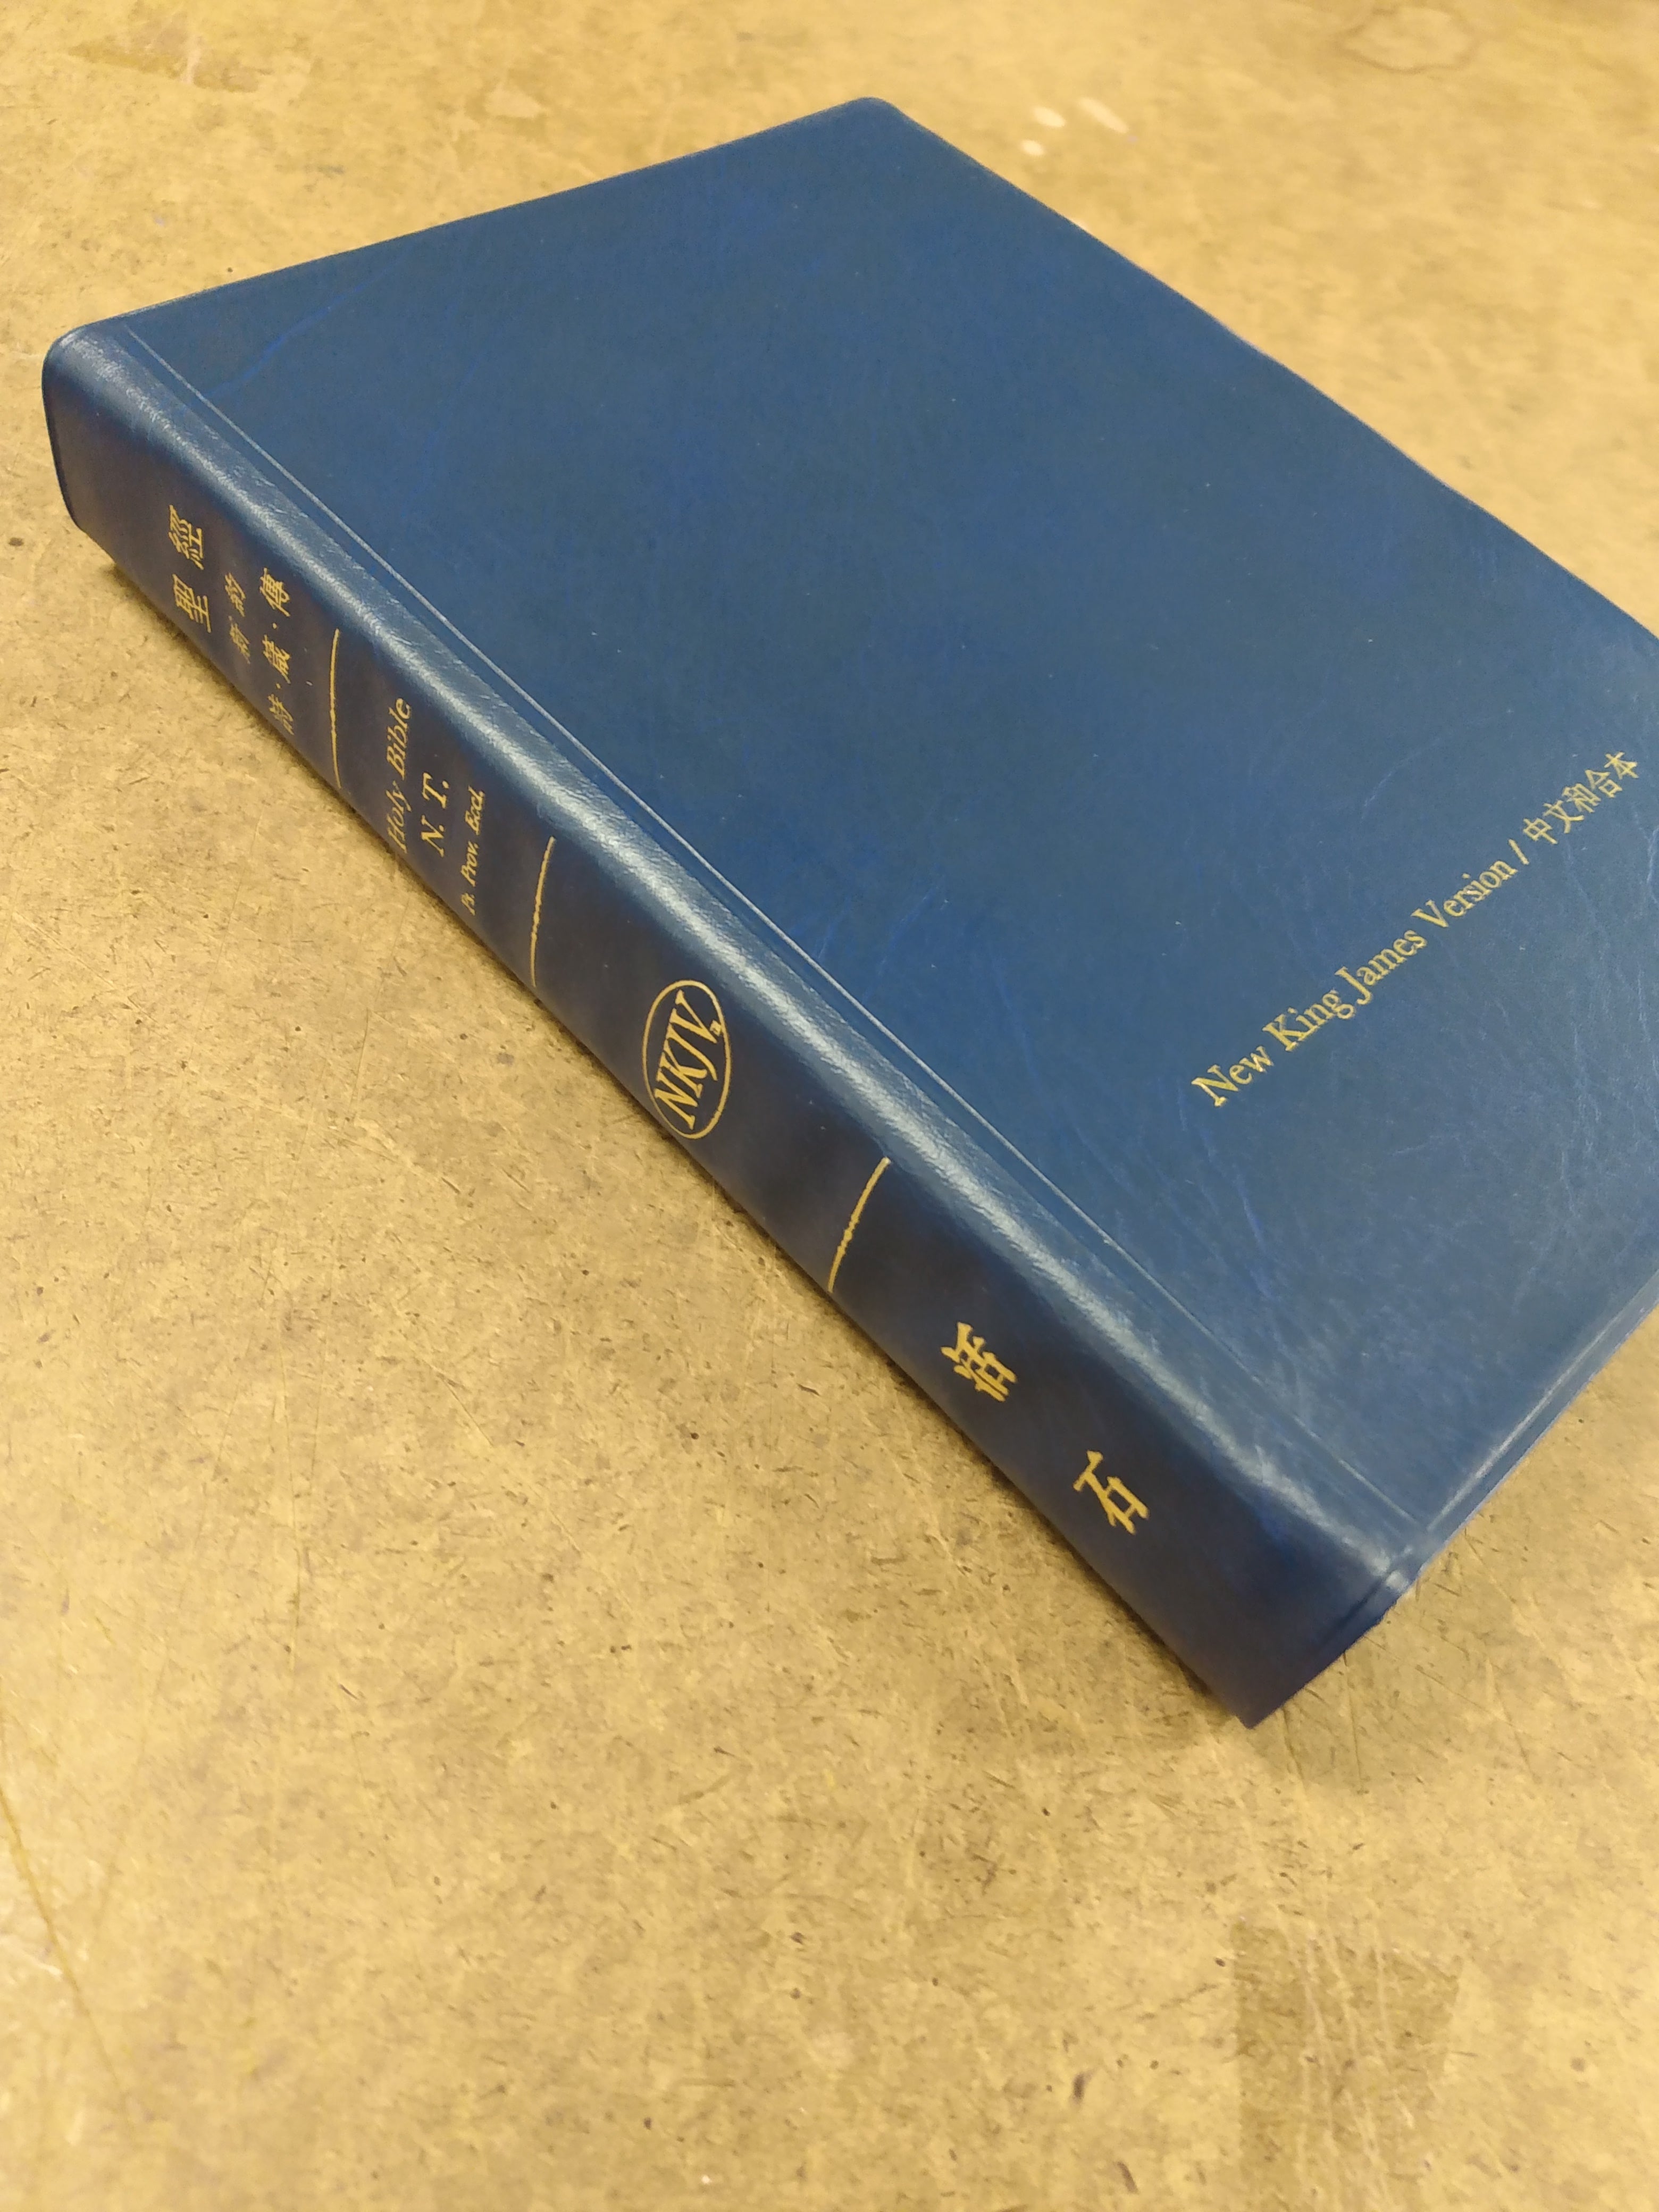 聖經
新約
詩·箴·傳
Holy Bible
N. T.
Ps. Prov. Eccl.
NKJV™
活石
New King James Version / 中文和合本